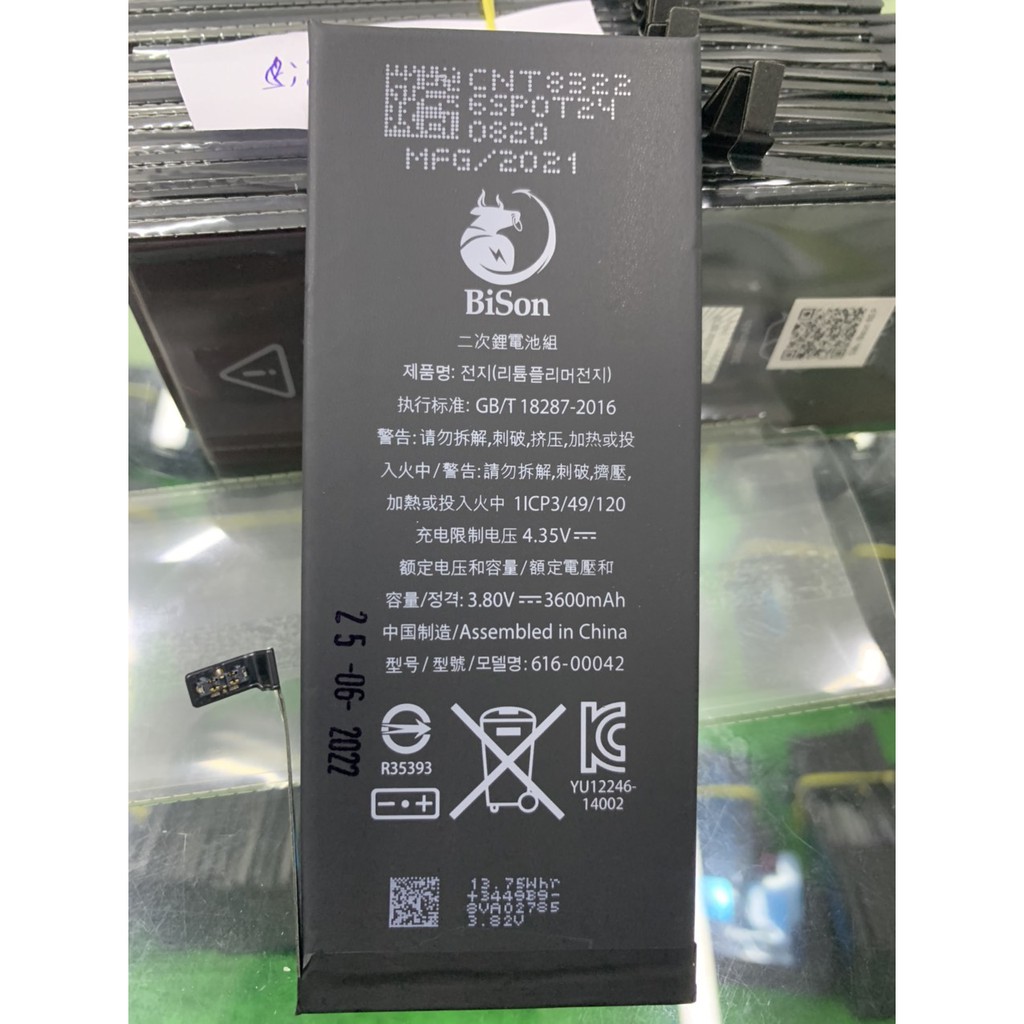 CNT8322
6SP0T24
0820
MFG/2021
BiSon
二次鋰電池組
제품명: 전지(리튬플리머전지)
执行标准: GB/T 18287-2016
警告:请勿拆解,刺破,挤压,加热或投
入火中/警告:請勿拆解,刺破,擠壓,
加熱或投入火中 1ICP3/49/120
充电限制电压 4.35V
额定电压和容量/額定電壓和
容量/정격: 3.80V 3600mAh
中国制造/Assembled in China
型号/型號/모델명: 616-00042
25-06-2022
R35393
YU12246-
14002
13.75Whr
+3449B9-
8VA02785
3.82V